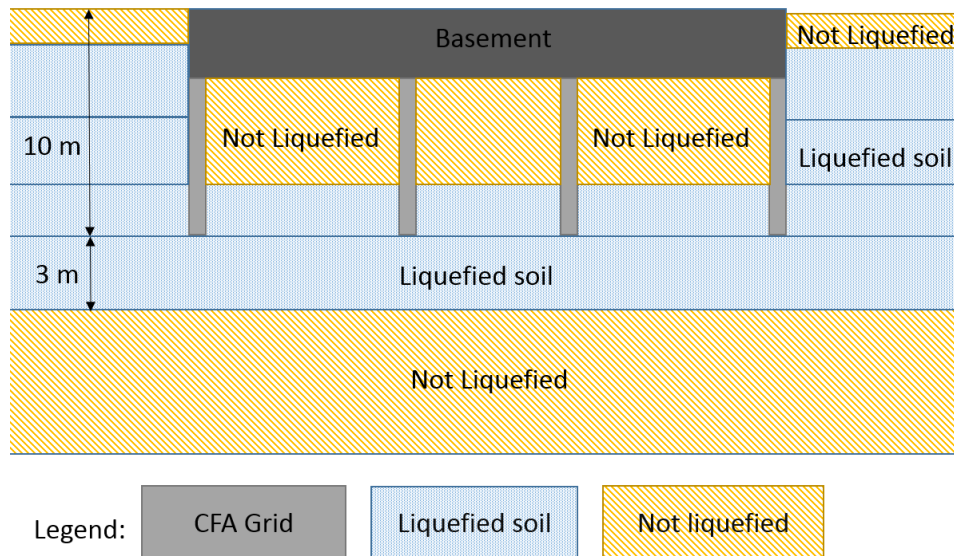 Basement
Not Liquefied
Not Liquefied
Not Liquefied
10 m
Liquefied soil
3 m
Liquefied soil
Not Liquefied
Legend:
CFA Grid
Liquefied soil
Not liquefied